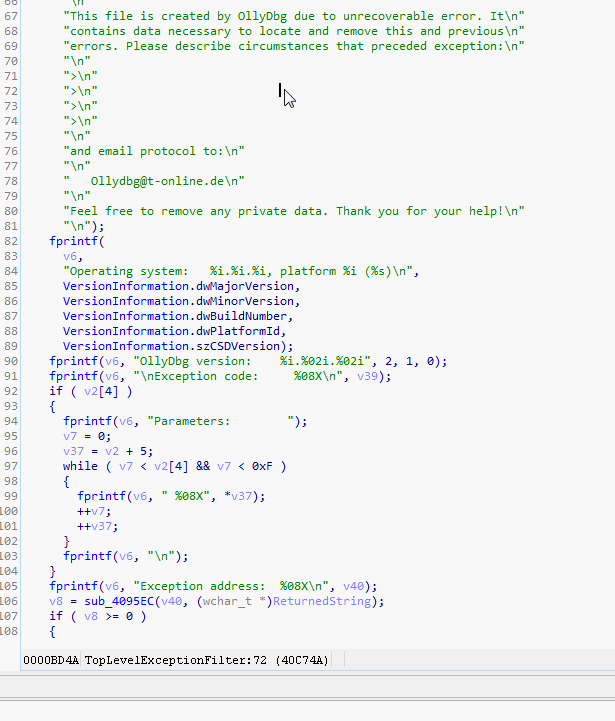 66 "\n"
67 "This file is created by OllyDbg due to unrecoverable error. It\n"
68 "contains data necessary to locate and remove this and previous\n"
69 "errors. Please describe circumstances that preceded exception:\n"
70 "\n"
71 ">\n"
72 ">\n"
73 ">\n"
74 ">\n"
75 "\n"
76 "and email protocol to:\n"
77 "\n"
78 "   Ollydbg@t-online.de\n"
79 "\n"
80 "Feel free to remove any private data. Thank you for your help!\n"
81 "\n");
82 fprintf(
83 v6,
84 "Operating system:   %i.%i.%i, platform %i (%s)\n",
85 VersionInformation.dwMajorVersion,
86 VersionInformation.dwMinorVersion,
87 VersionInformation.dwBuildNumber,
88 VersionInformation.dwPlatformId,
89 VersionInformation.szCSDVersion);
90 fprintf(v6, "OllyDbg version:    %i.%02i.%02i", 2, 1, 0);
91 fprintf(v6, "\nException code:     %08X\n", v39);
92 if ( v2[4] )
93 {
94 fprintf(v6, "Parameters:        ");
95 v7 = 0;
96 v37 = v2 + 5;
97 while ( v7 < v2[4] && v7 < 0xF )
98 {
99 fprintf(v6, " %08X", *v37);
100 ++v7;
101 ++v37;
102 }
103 fprintf(v6, "\n");
104 }
105 fprintf(v6, "Exception address:  %08X\n", v40);
106 v8 = sub_4095EC(v40, (wchar_t *)ReturnedString);
107 if ( v8 >= 0 )
108 {
0000BD4A TopLevelExceptionFilter:72 (40C74A)